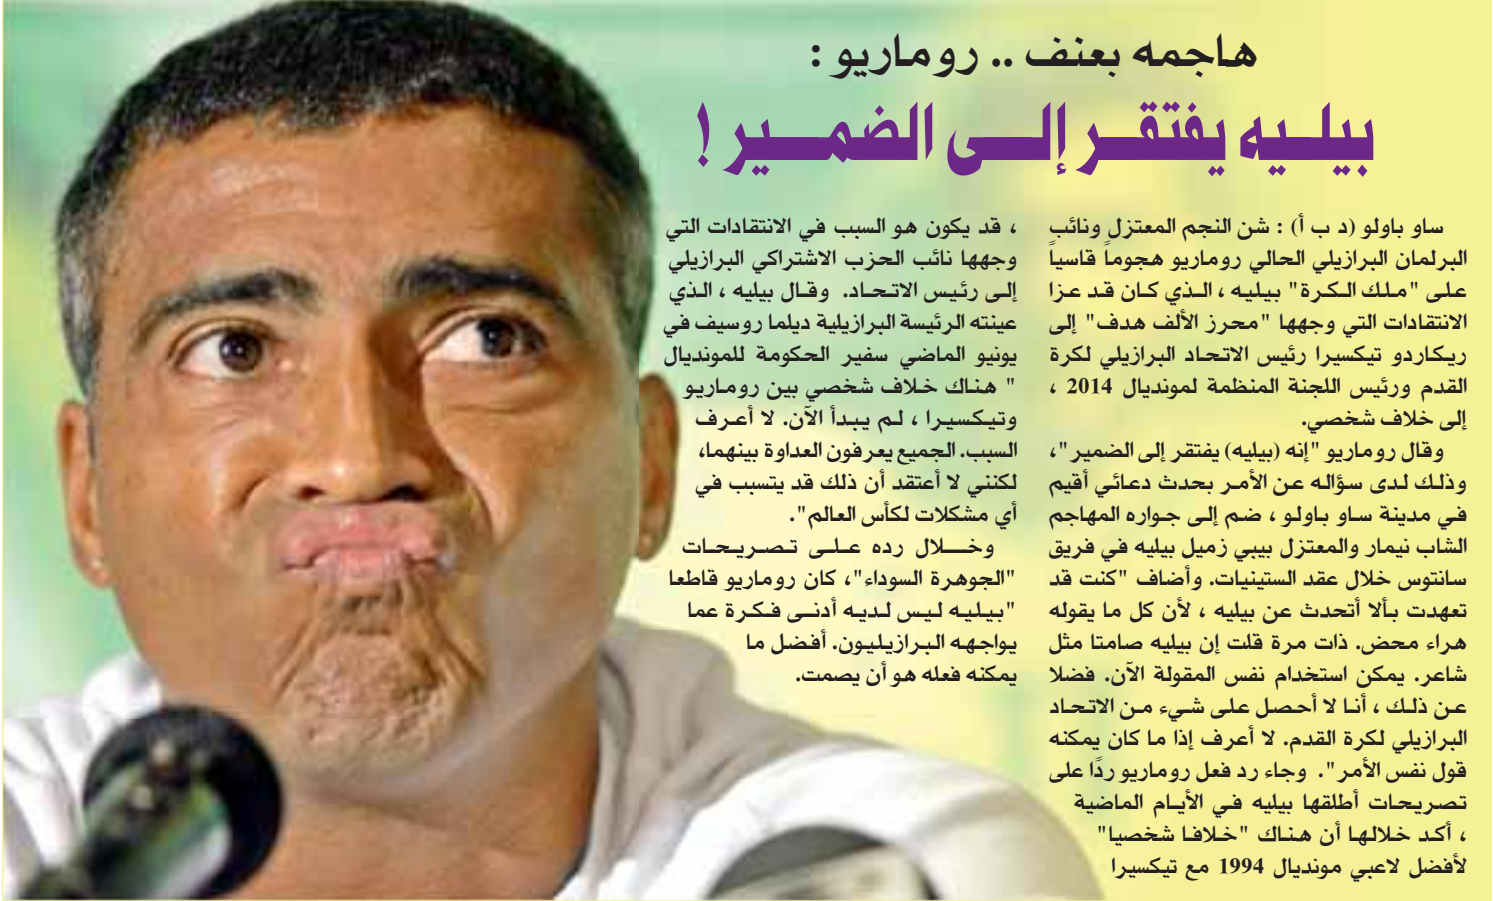 هاجمه بعنف .. روماريو :
بيليه يفتقر إلى الضمير !
ساو باولو (د ب أ) : شن النجم المعتزل ونائب
البرلمان البرازيلي الحالي روماريو هجوماً قاسياً
على "ملك الكرة" بيليه ، الذي كان قد عزا
الانتقادات التي وجهها "محرز الألف هدف" إلى
ريكاردو تيكسيرا رئيس الاتحاد البرازيلي لكرة
القدم ورئيس اللجنة المنظمة لمونديال 2014 ،
إلى خلاف شخصي.
وقال روماريو "إنه (بيليه) يفتقر إلى الضمير"،
وذلك لدى سؤاله عن الأمر بحدث دعائي أقيم
في مدينة ساو باولو ، ضم إلى جواره المهاجم
الشاب نيمار والمعتزل بيبي زميل بيليه في فريق
سانتوس خلال عقد الستينيات. وأضاف "كنت قد
تعهدت بألا أتحدث عن بيليه ، لأن كل ما يقوله
هراء محض. ذات مرة قلت إن بيليه صامتا مثل
شاعر. يمكن استخدام نفس المقولة الآن. فضلا
عن ذلك ، أنا لا أحصل على شيء من الاتحاد
البرازيلي لكرة القدم. لا أعرف إذا ما كان يمكنه
قول نفس الأمر". وجاء رد فعل روماريو ردًا على
تصريحات أطلقها بيليه في الأيام الماضية
، أكد خلالها أن هناك "خلافا شخصيا"
لأفضل لاعبي مونديال 1994 مع تيكسيرا
، قد يكون هو السبب في الانتقادات التي
وجهها نائب الحزب الاشتراكي البرازيلي
إلى رئيس الاتحاد. وقال بيليه ، الذي
عينته الرئيسة البرازيلية ديلما روسيف في
يونيو الماضي سفير الحكومة للمونديال
" هناك خلاف شخصي بين روماريو
وتيكسيرا ، لم يبدأ الآن. لا أعرف
السبب. الجميع يعرفون العداوة بينهما،
لكنني لا أعتقد أن ذلك قد يتسبب في
أي مشكلات لكأس العالم".
وخلال رده على تصريحات
"الجوهرة السوداء"، كان روماريو قاطعا
"بيليه ليس لديه أدنى فكرة عما
يواجهه البرازيليون. أفضل ما
يمكنه فعله هو أن يصمت.